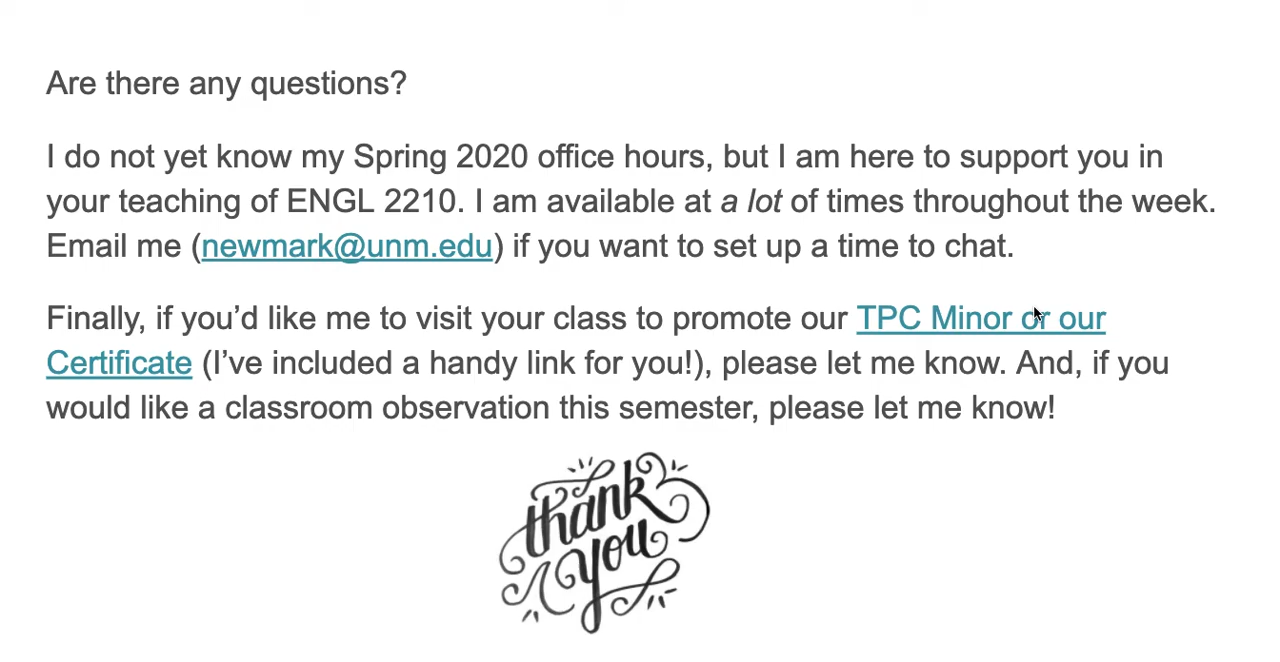 Are there any questions?
I do not yet know my Spring 2020 office hours, but I am here to support you in
your teaching of ENGL 2210. I am available at a lot of times throughout the week.
Email me (newmark@unm.edu) if you want to set up a time to chat.
Finally, if you’d like me to visit your class to promote our TPC Minor or our
Certificate (I’ve included a handy link for you!), please let me know. And, if you
would like a classroom observation this semester, please let me know!
thank
you